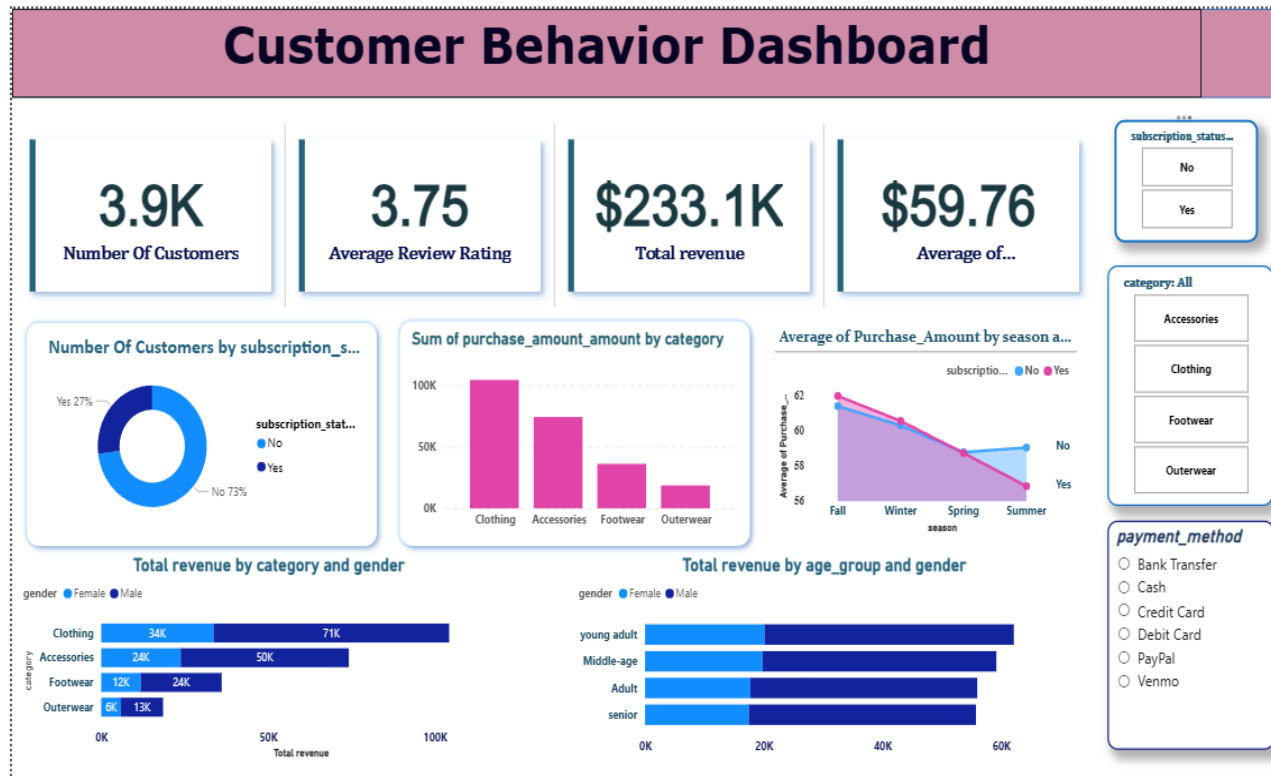 Customer Behavior Dashboard
3.9K
Number Of Customers
3.75
Average Review Rating
$233.1K
Total revenue
$59.76
Average of...
subscription_status...
No
Yes
category: All
Accessories
Clothing
Footwear
Outerwear
payment_method
Bank Transfer
Cash
Credit Card
Debit Card
PayPal
Venmo
Number Of Customers by subscription_s...
Yes 27%
No 73%
subscription_stat...
No
Yes
Sum of purchase_amount_amount by category
100K
50K
0K
Clothing Accessories Footwear Outerwear
Average of Purchase_Amount by season a...
subscriptio... No Yes
Average of Purchase_...
62
60
58
56
No
Yes
Fall Winter Spring Summer
season
Total revenue by category and gender
gender Female Male
category
Clothing 34K 71K
Accessories 24K 50K
Footwear 12K 24K
Outerwear 6K 13K
0K 50K 100K
Total revenue
Total revenue by age_group and gender
gender Female Male
young adult
Middle-age
Adult
senior
0K 20K 40K 60K